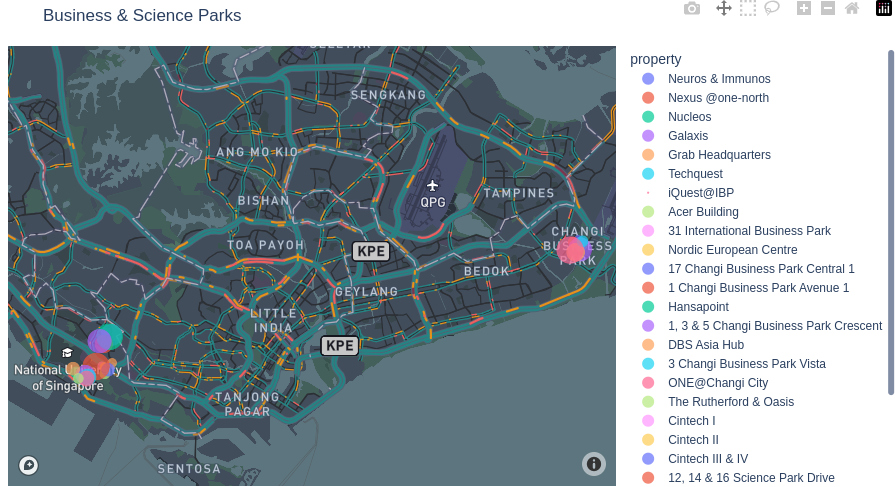 Business & Science Parks
SENGKANG
ANG MO KIO
QPG
TAMPINES
BISHAN
CHANGI
BUSINESS
PARK
TOA PAYOH
KPE
BEDOK
GEYLANG
LITTLE
INDIA
KPE
National
of Singapore
TANJONG
PAGAR
SENTOSA
property
Neuros & Immunos
Nexus @one-north
Nucleos
Galaxis
Grab Headquarters
Techquest
iQuest@IBP
Acer Building
31 International Business Park
Nordic European Centre
17 Changi Business Park Central 1
1 Changi Business Park Avenue 1
Hansapoint
1, 3 & 5 Changi Business Park Crescent
DBS Asia Hub
3 Changi Business Park Vista
ONE@Changi City
The Rutherford & Oasis
Cintech I
Cintech II
Cintech III & IV
12, 14 & 16 Science Park Drive